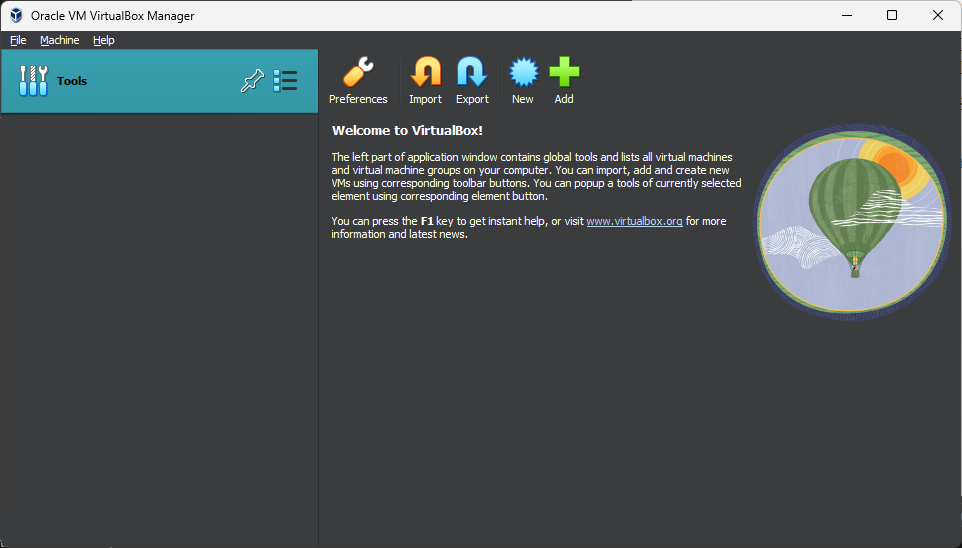 Oracle VM VirtualBox Manager
File Machine Help
Tools
Preferences Import Export New Add
Welcome to VirtualBox!
The left part of application window contains global tools and lists all virtual machines
and virtual machine groups on your computer. You can import, add and create new
VMs using corresponding toolbar buttons. You can popup a tools of currently selected
element using corresponding element button.
You can press the F1 key to get instant help, or visit www.virtualbox.org for more
information and latest news.